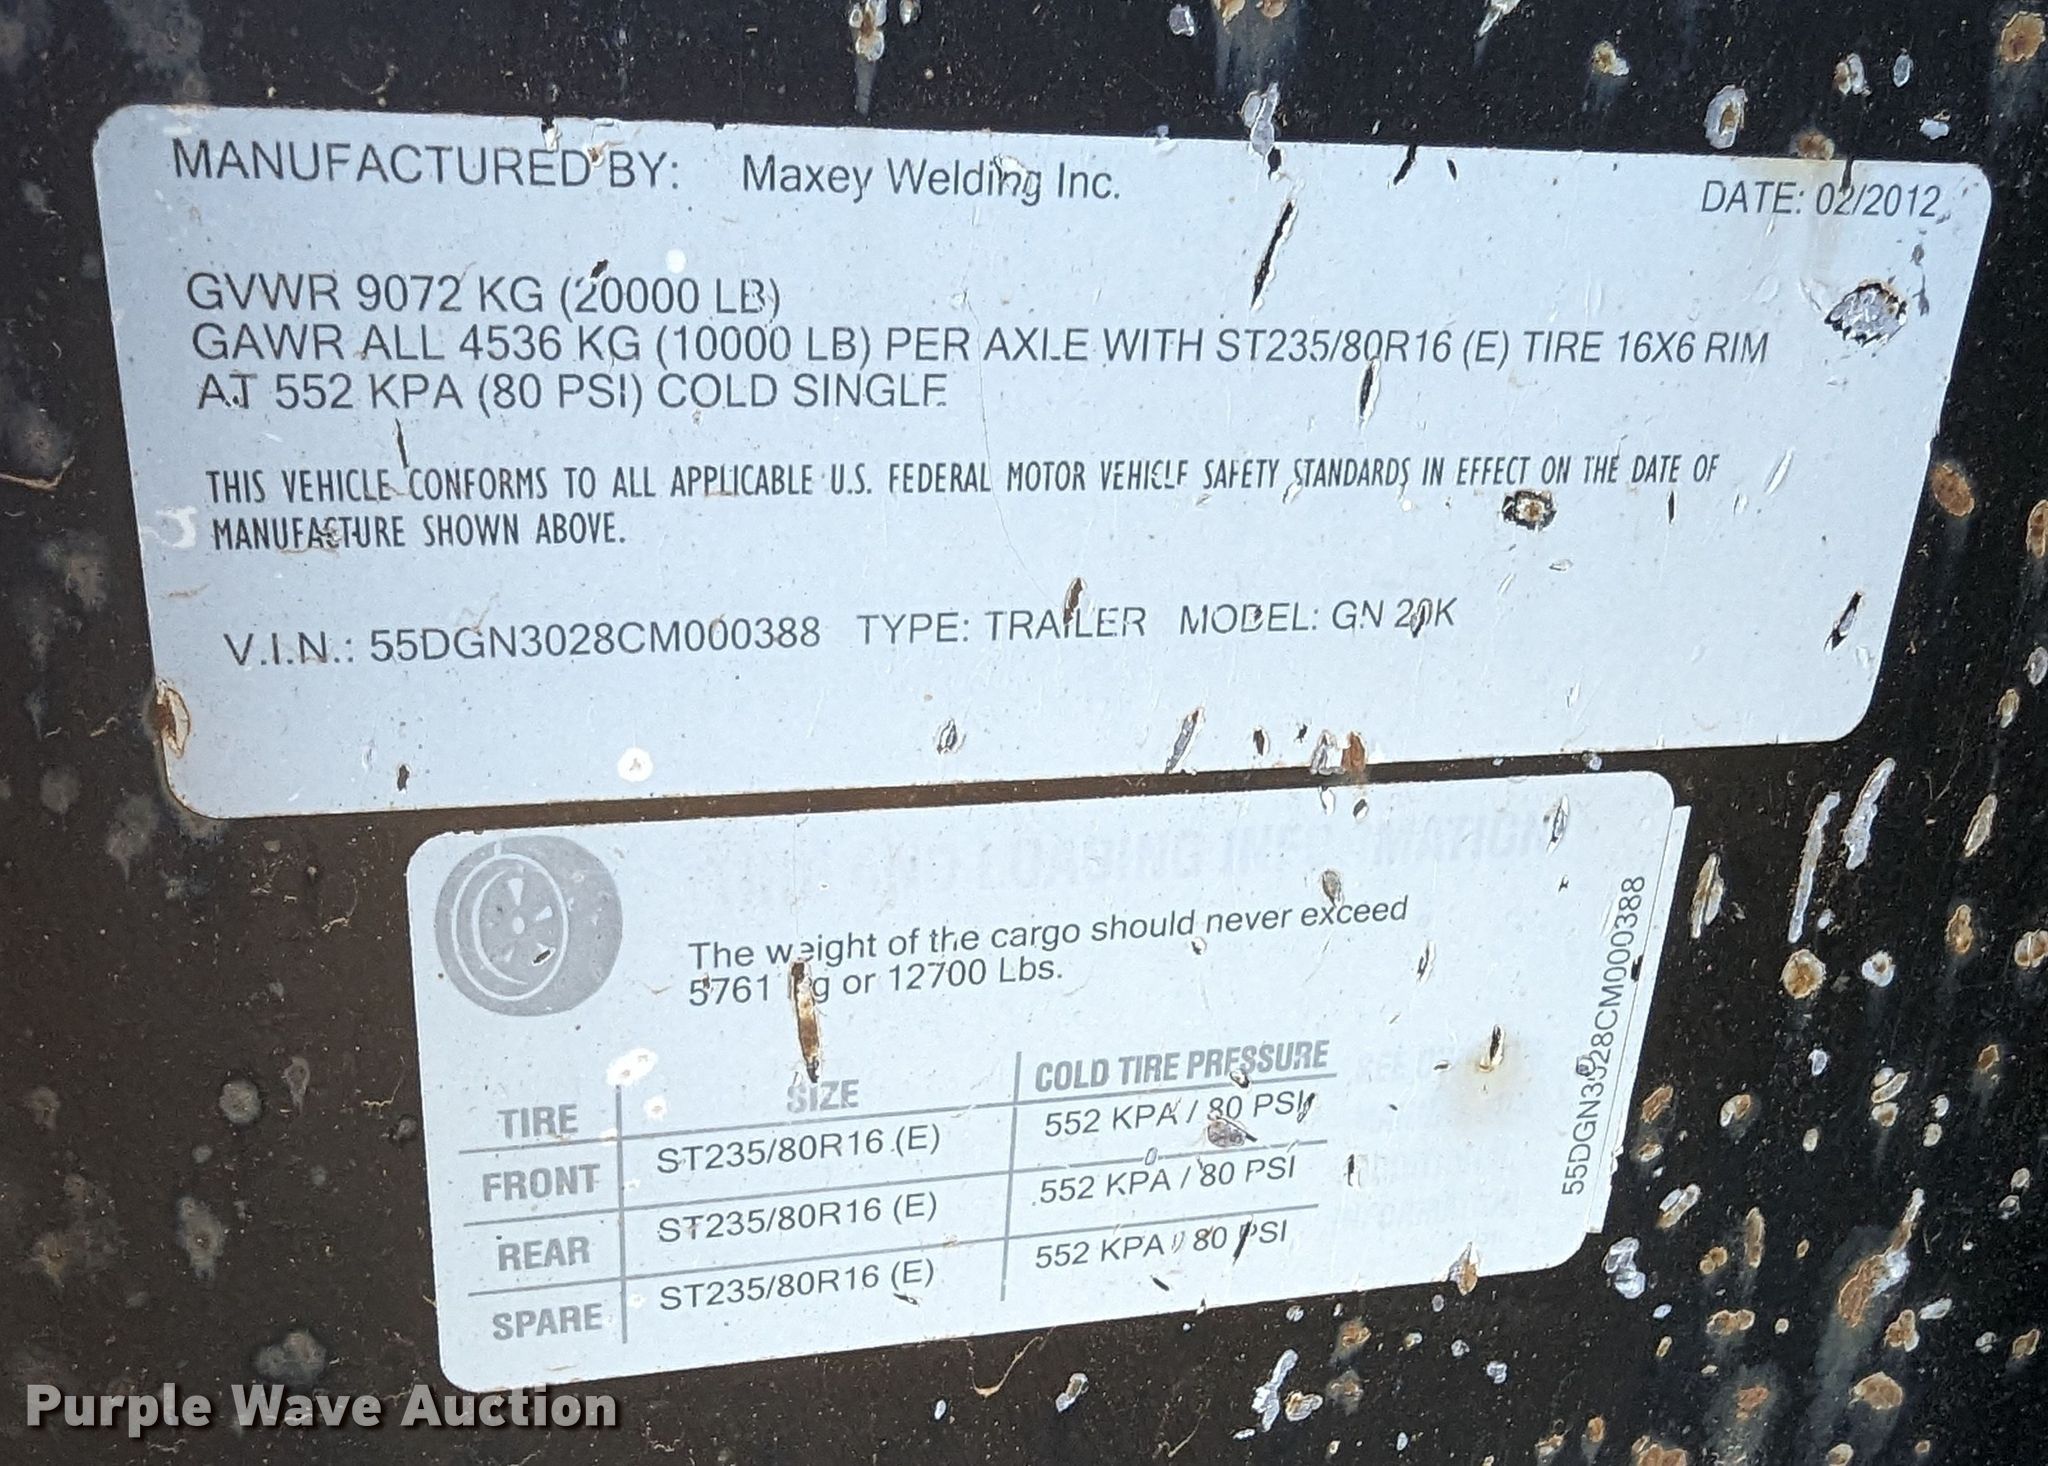 MANUFACTURED BY: Maxey Welding Inc. DATE: 02/2012
GVWR 9072 KG (20000 LB)
GAWR ALL 4536 KG (10000 LB) PER AXLE WITH ST235/80R16 (E) TIRE 16X6 RIM
AT 552 KPA (80 PSI) COLD SINGLE
THIS VEHICLE CONFORMS TO ALL APPLICABLE U.S. FEDERAL MOTOR VEHICLE SAFETY STANDARDS IN EFFECT ON THE DATE OF
MANUFACTURE SHOWN ABOVE.
V.I.N.: 55DGN3028CM000388 TYPE: TRAILER MODEL: GN 20K
TIRE AND LOADING INFORMATION
The weight of the cargo should never exceed
5761 kg or 12700 Lbs.
TIRE SIZE COLD TIRE PRESSURE
FRONT ST235/80R16 (E) 552 KPA / 80 PSI
REAR ST235/80R16 (E) 552 KPA / 80 PSI
SPARE ST235/80R16 (E) 552 KPA / 80 PSI
55DGN3028CM000388
Purple Wave Auction